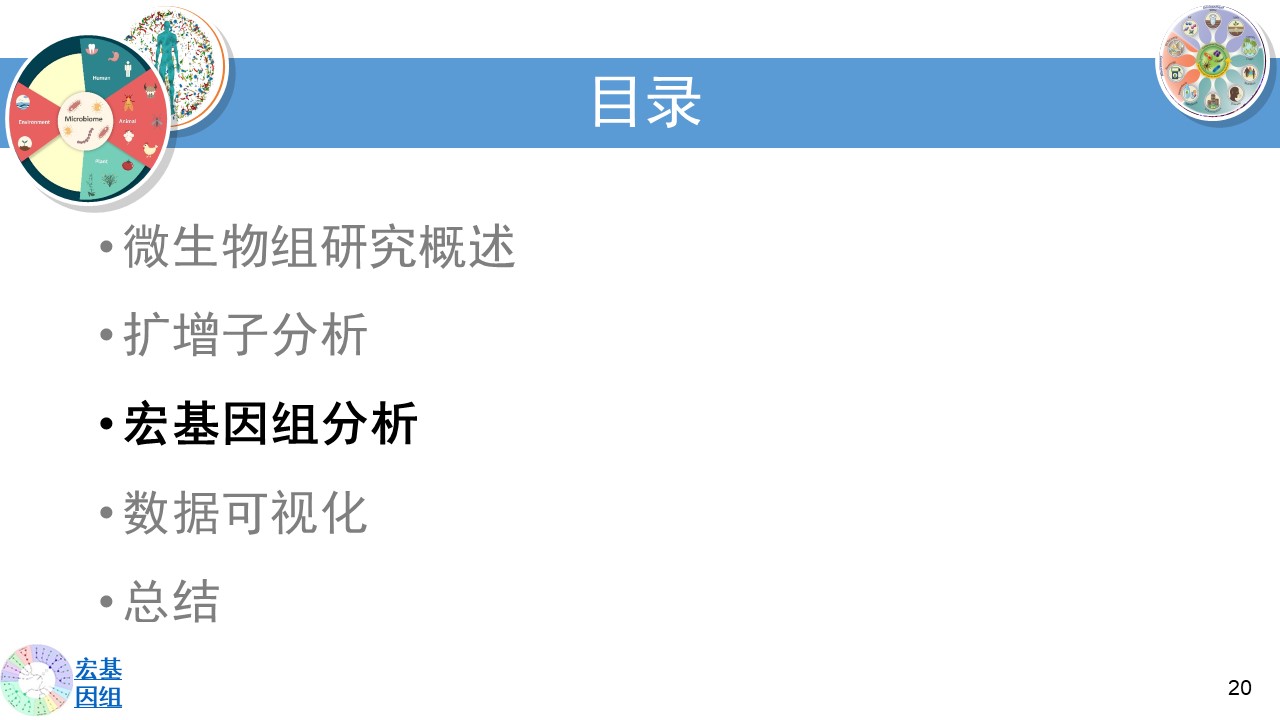 目录
Human
Environment
Microbiome
Animal
Plant
•微生物组研究概述
•扩增子分析
•宏基因组分析
•数据可视化
•总结
宏基
因组
20